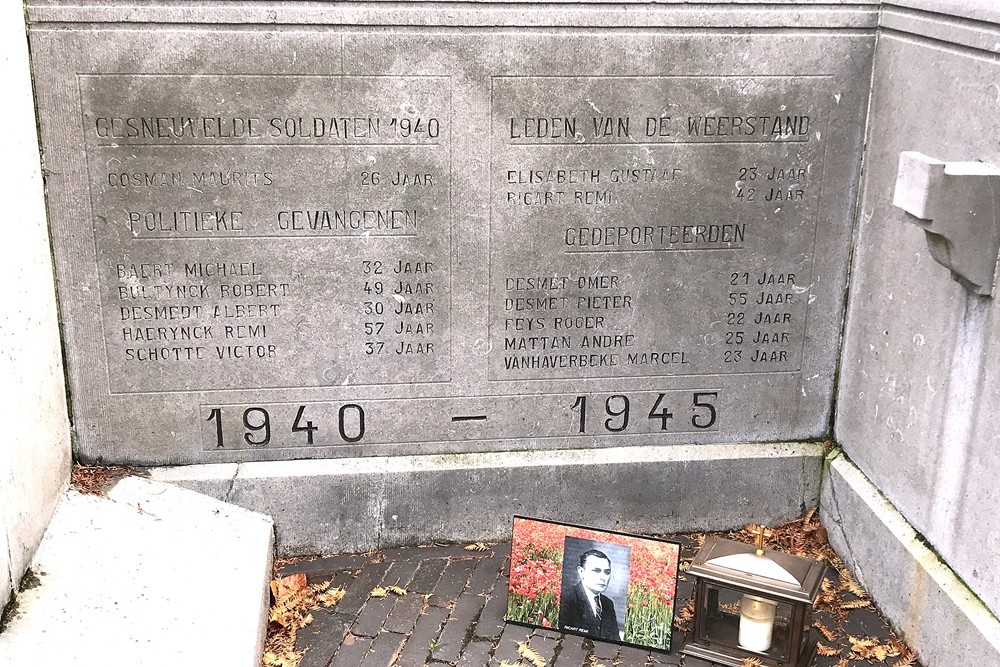 GESNEUVELDE SOLDATEN 1940
COSMAN MAURITS 26 JAAR
POLITIEKE GEVANGENEN
BAERT MICHAEL 32 JAAR
BULTYNCK ROBERT 49 JAAR
DESMEDT ALBERT 30 JAAR
HAERYNCK REMI 57 JAAR
SCHOTTE VICTOR 37 JAAR
LEDEN VAN DE WEERSTAND
ELISABETH GUSTAAF 23 JAAR
RICART REMI 42 JAAR
GEDEPORTEERDEN
DESMET OMER 21 JAAR
DESMET PIETER 55 JAAR
FEYS ROGER 22 JAAR
MATTAN ANDRE 25 JAAR
VANHAVERBEKE MARCEL 23 JAAR
1940 – 1945
RICART REMI